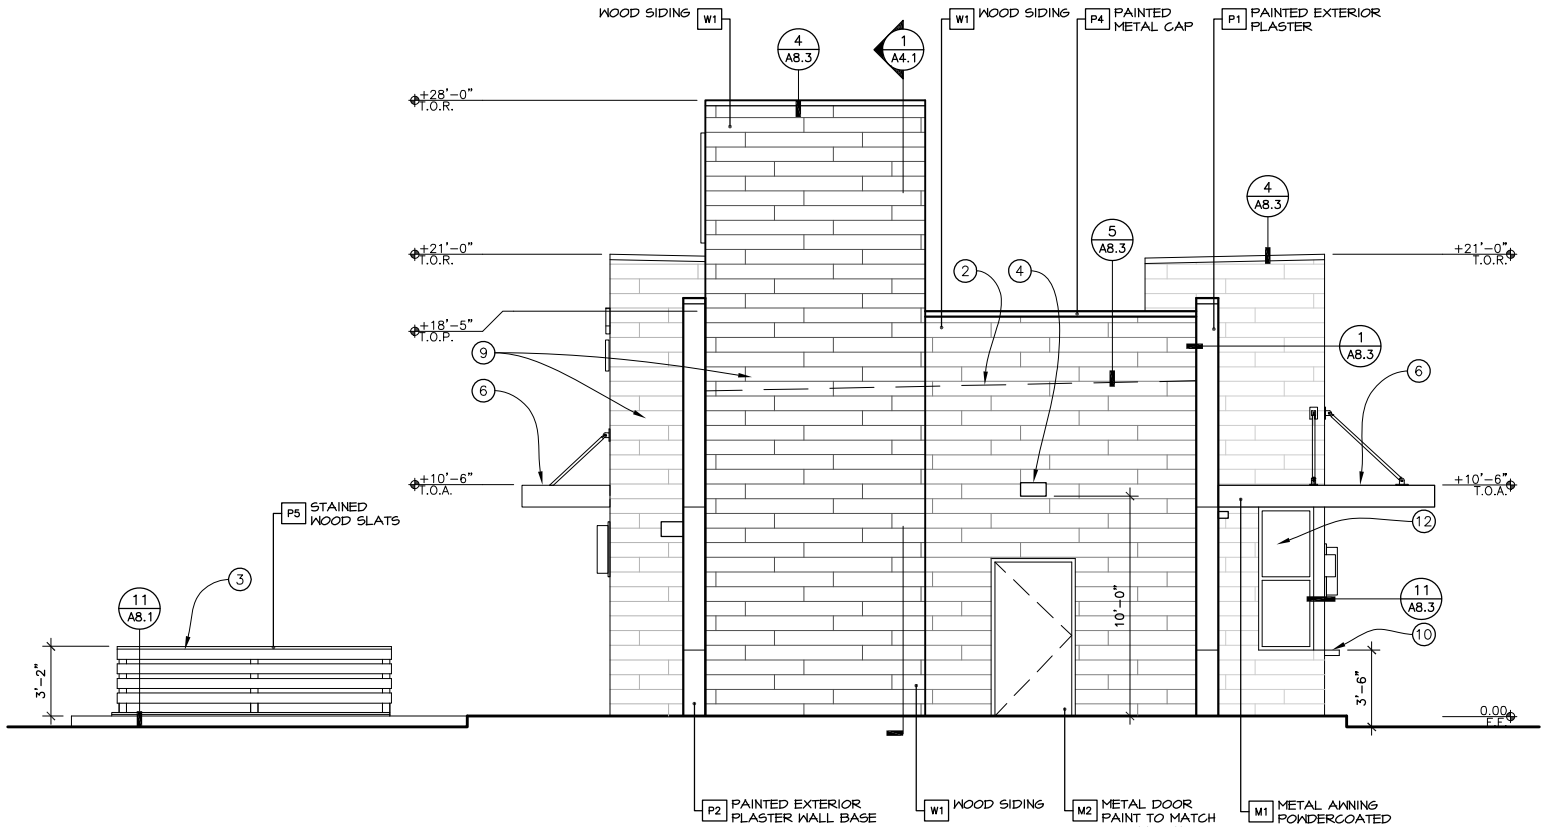 WOOD SIDING W1
4
A8.3
1
A4.1
W1 WOOD SIDING
P4 PAINTED
METAL CAP
P1 PAINTED EXTERIOR
PLASTER
+28'-0"
T.O.R.
4
A8.3
5
A8.3
+21'-0"
T.O.R.
+21'-0"
T.O.R.
2
4
+18'-5"
T.O.P.
1
A8.3
9
6
6
+10'-6"
T.O.A.
+10'-6"
T.O.A.
P5 STAINED
WOOD SLATS
12
3
11
A8.1
10'-0"
11
A8.3
10
3'-2"
3'-6"
0.00
F.F.
P2 PAINTED EXTERIOR
PLASTER WALL BASE
W1 WOOD SIDING
M2 METAL DOOR
PAINT TO MATCH
M1 METAL AWNING
POWDERCOATED